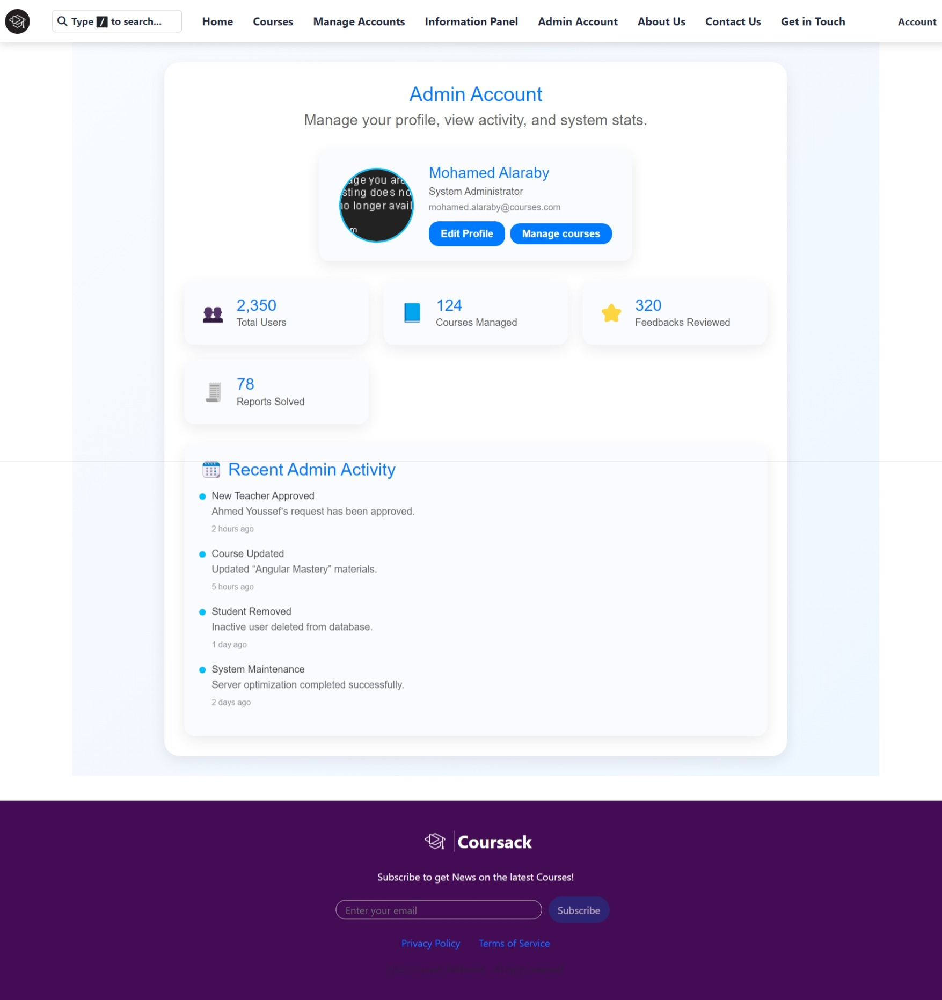 Type / to search...
Home
Courses
Manage Accounts
Information Panel
Admin Account
About Us
Contact Us
Get in Touch
Account
Admin Account
Manage your profile, view activity, and system stats.
age you are
sting does no
no longer avail
m
Mohamed Alaraby
System Administrator
mohamed.alaraby@courses.com
Edit Profile
Manage courses
2,350
Total Users
124
Courses Managed
320
Feedbacks Reviewed
78
Reports Solved
Recent Admin Activity
New Teacher Approved
Ahmed Youssef's request has been approved.
2 hours ago
Course Updated
Updated “Angular Mastery” materials.
5 hours ago
Student Removed
Inactive user deleted from database.
1 day ago
System Maintenance
Server optimization completed successfully.
2 days ago
Coursack
Subscribe to get News on the latest Courses!
Enter your email
Subscribe
Privacy Policy
Terms of Service